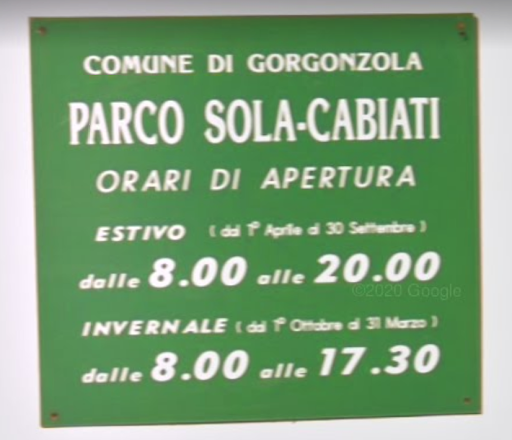 COMUNE DI GORGONZOLA
PARCO SOLA-CABIATI
ORARI DI APERTURA
ESTIVO ( dal 1° Aprile al 30 Settembre )
dalle 8.00 alle 20.00
©2020 Google
INVERNALE ( dal 1° Ottobre al 31 Marzo )
dalle 8.00 alle 17.30